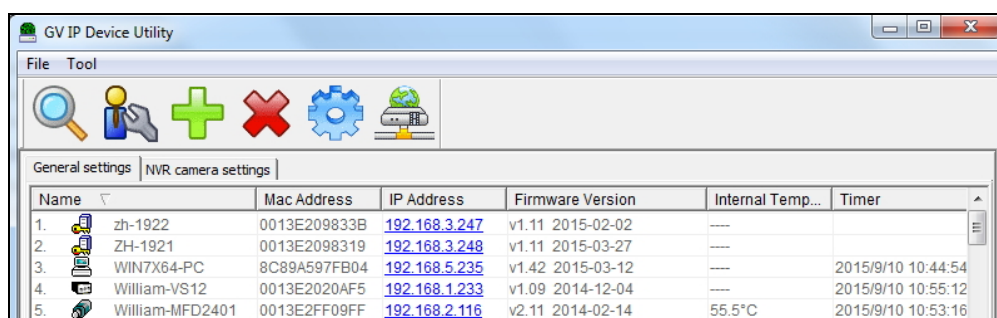 GV IP Device Utility
File Tool
General settings NVR camera settings
Name Mac Address IP Address Firmware Version Internal Temp... Timer
1. zh-1922 0013E209833B 192.168.3.247 v1.11 2015-02-02 ----
2. ZH-1921 0013E2098319 192.168.3.248 v1.11 2015-03-27 ----
3. WIN7X64-PC 8C89A597FB04 192.168.5.235 v1.42 2015-03-12 ---- 2015/9/10 10:44:54
4. William-VS12 0013E2020AF5 192.168.1.233 v1.09 2014-12-04 ---- 2015/9/10 10:55:12
5. William-MFD2401 0013E2FF09FF 192.168.2.116 v2.11 2014-02-14 55.5°C 2015/9/10 10:53:16